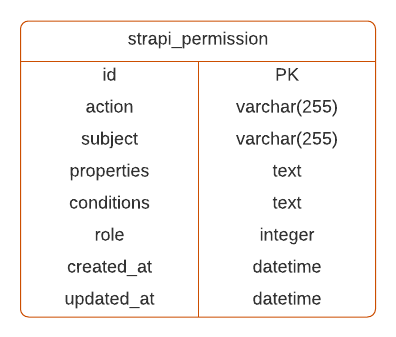 strapi_permission
id PK
action varchar(255)
subject varchar(255)
properties text
conditions text
role integer
created_at datetime
updated_at datetime